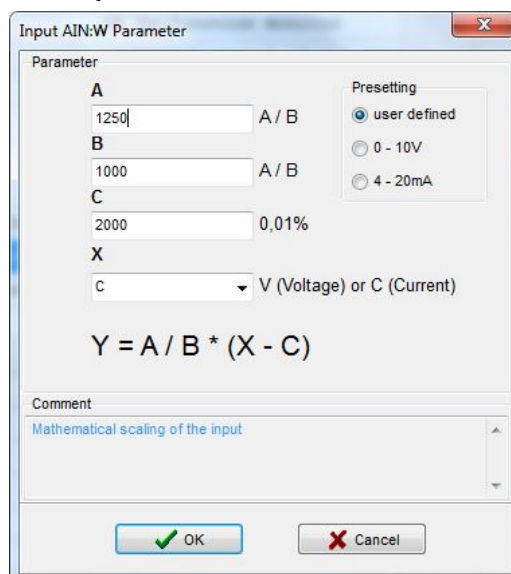 Input AIN:W Parameter
Parameter
A
1250 A / B
B
1000 A / B
C
2000 0,01%
X
C V (Voltage) or C (Current)
Presetting
user defined
0 - 10V
4 - 20mA
Y = A / B * (X - C)
Comment
Mathematical scaling of the input
OK Cancel